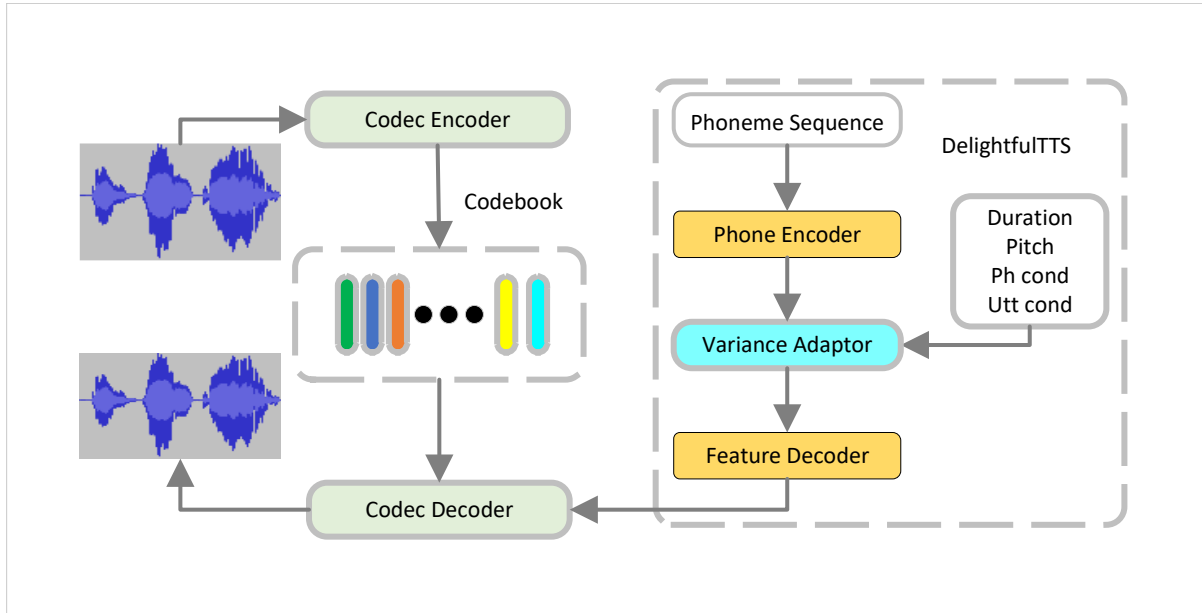 Codec Encoder
Codebook
Codec Decoder
DelightfulTTS
Phoneme Sequence
Phone Encoder
Variance Adaptor
Feature Decoder
Duration
Pitch
Ph cond
Utt cond